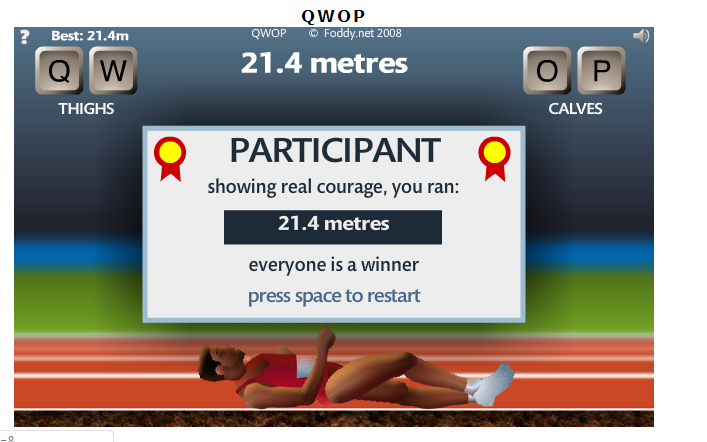 QWOP
?
Best: 21.4m
QWOP © Foddy.net 2008
21.4 metres
Q W
THIGHS
O P
CALVES
PARTICIPANT
showing real courage, you ran:
21.4 metres
everyone is a winner
press space to restart
=8